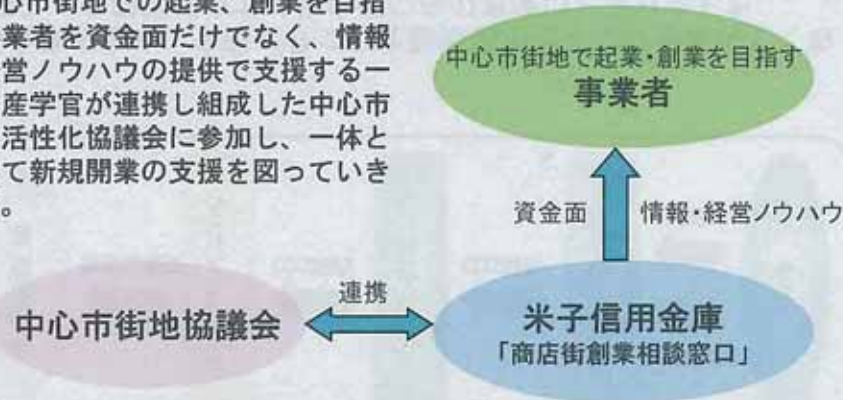 心市街地での起業、創業を目指
業者を資金面だけでなく、情報
営ノウハウの提供で支援する一
産学官が連携し組成した中心市
活性化協議会に参加し、一体と
て新規開業の支援を図っていき
。
中心市街地で起業・創業を目指す
事業者
資金面 情報・経営ノウハウ
連携
中心市街地協議会
米子信用金庫
「商店街創業相談窓口」